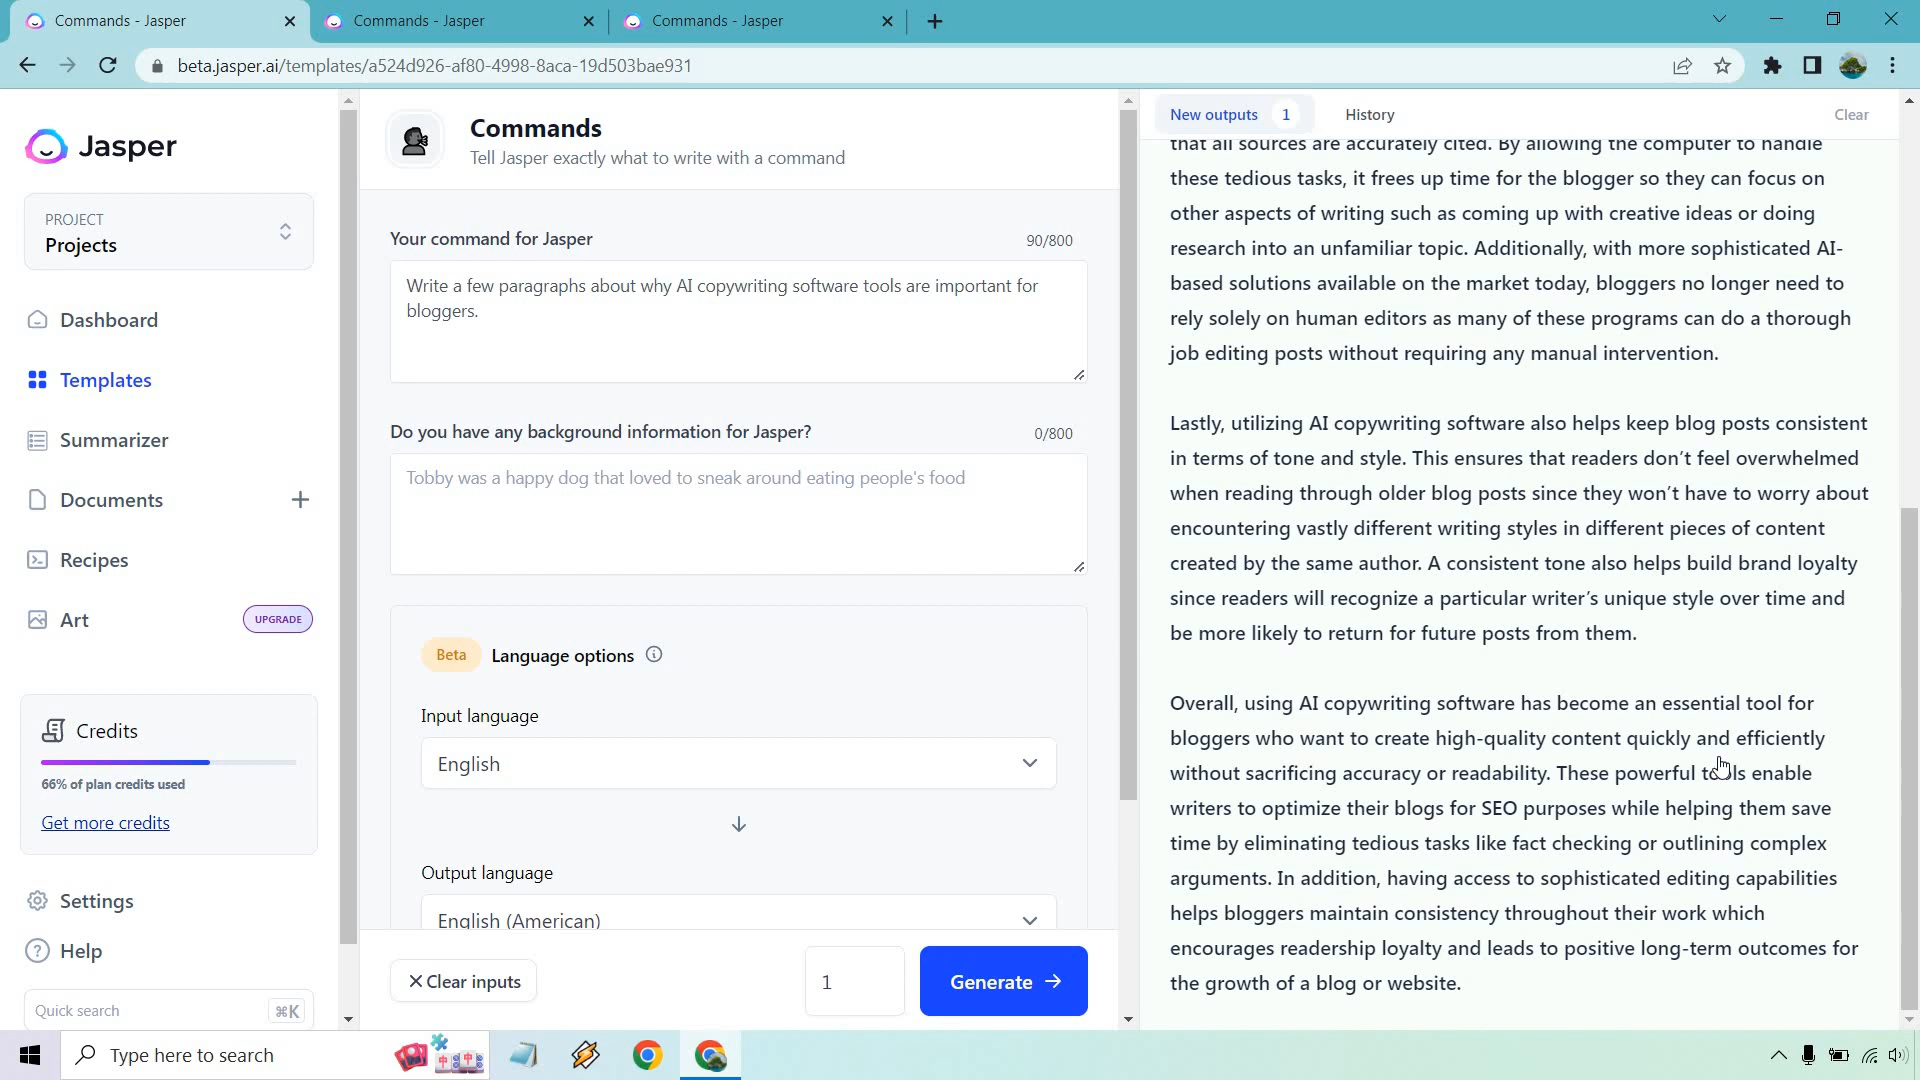 Commands - Jasper
Commands - Jasper
Commands - Jasper
beta.jasper.ai/templates/a524d926-af80-4998-8aca-19d503bae931
Jasper
PROJECT
Projects
Dashboard
Templates
Summarizer
Documents
Recipes
Art
UPGRADE
Credits
66% of plan credits used
Get more credits
Settings
Help
Quick search
⌘K
Commands
Tell Jasper exactly what to write with a command
Your command for Jasper
90/800
Write a few paragraphs about why AI copywriting software tools are important for
bloggers.
Do you have any background information for Jasper?
0/800
Tobby was a happy dog that loved to sneak around eating people's food
Beta
Language options
Input language
English
Output language
English (American)
Clear inputs
1
Generate
New outputs 1
History
Clear
that all sources are accurately cited. By allowing the computer to handle
these tedious tasks, it frees up time for the blogger so they can focus on
other aspects of writing such as coming up with creative ideas or doing
research into an unfamiliar topic. Additionally, with more sophisticated AI-
based solutions available on the market today, bloggers no longer need to
rely solely on human editors as many of these programs can do a thorough
job editing posts without requiring any manual intervention.
Lastly, utilizing AI copywriting software also helps keep blog posts consistent
in terms of tone and style. This ensures that readers don't feel overwhelmed
when reading through older blog posts since they won't have to worry about
encountering vastly different writing styles in different pieces of content
created by the same author. A consistent tone also helps build brand loyalty
since readers will recognize a particular writer's unique style over time and
be more likely to return for future posts from them.
Overall, using AI copywriting software has become an essential tool for
bloggers who want to create high-quality content quickly and efficiently
without sacrificing accuracy or readability. These powerful tools enable
writers to optimize their blogs for SEO purposes while helping them save
time by eliminating tedious tasks like fact checking or outlining complex
arguments. In addition, having access to sophisticated editing capabilities
helps bloggers maintain consistency throughout their work which
encourages readership loyalty and leads to positive long-term outcomes for
the growth of a blog or website.
Type here to search